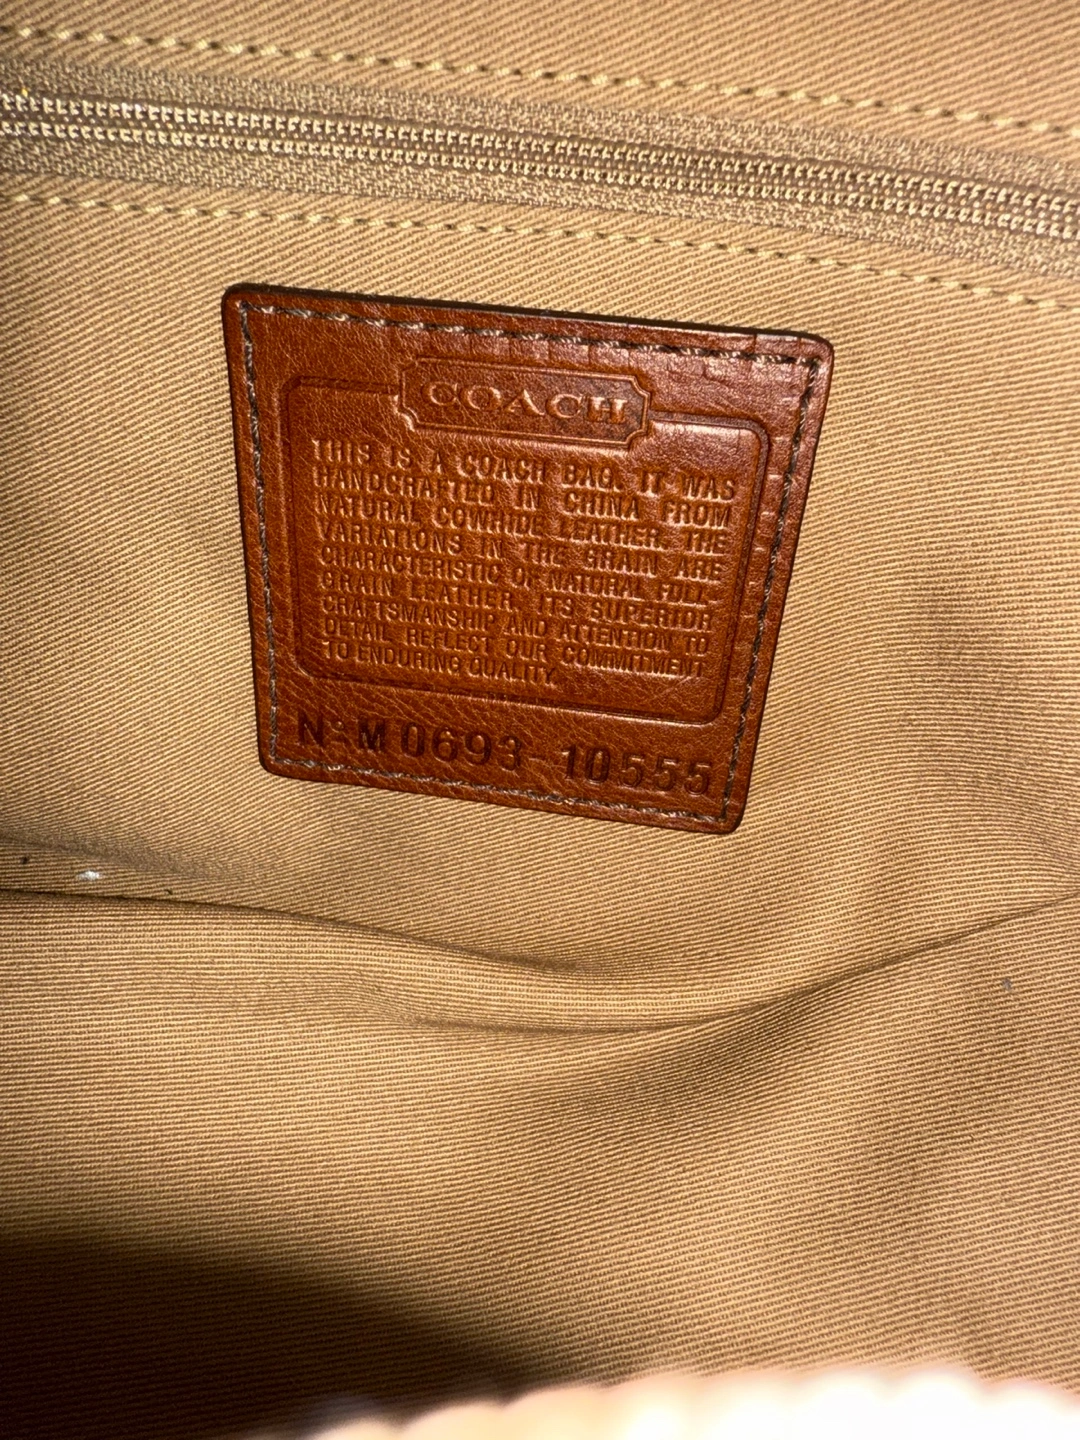 COACH
THIS IS A COACH BAG. IT WAS
HANDCRAFTED IN CHINA FROM
NATURAL COWHIDE LEATHER. THE
VARIATIONS IN THE GRAIN ARE
CHARACTERISTIC OF NATURAL FULL-
GRAIN LEATHER. ITS SUPERIOR
CRAFTSMANSHIP AND ATTENTION TO
DETAIL REFLECT OUR COMMITMENT
TO ENDURING QUALITY.
Nº M0693-10555